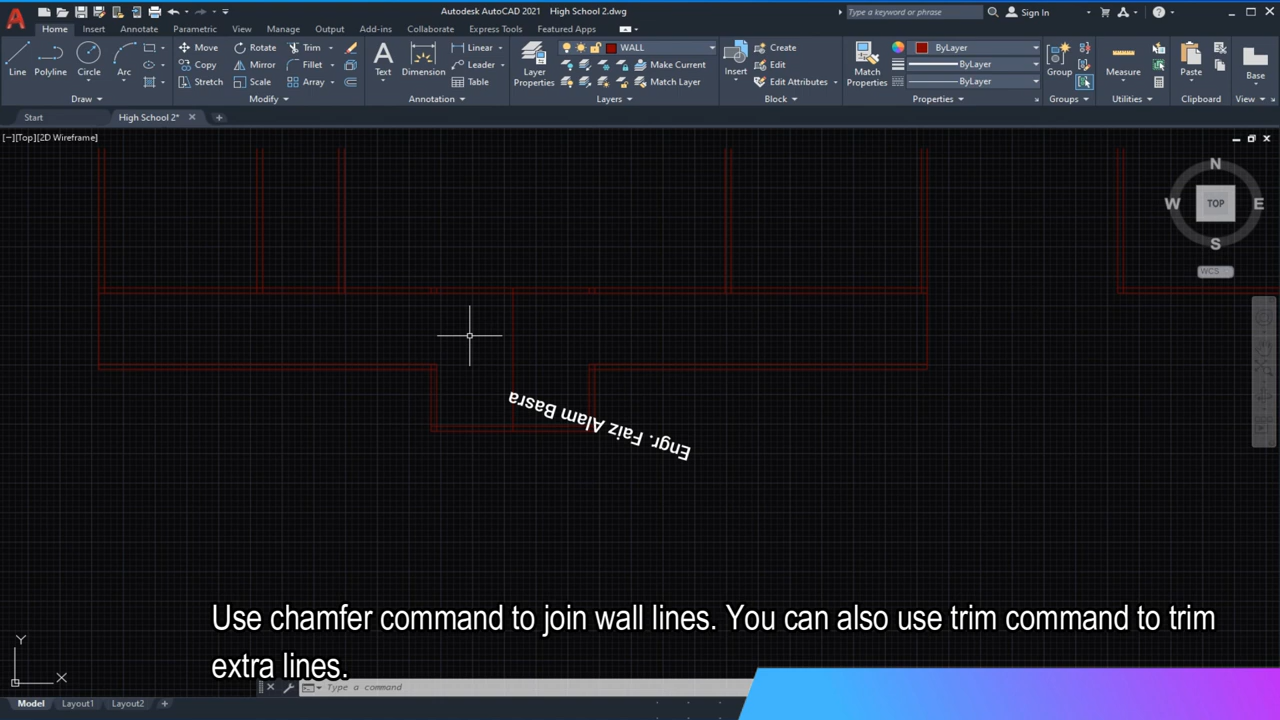 Autodesk AutoCAD 2021 High School 2.dwg
Type a keyword or phrase
Sign In
Home Insert Annotate Parametric View Manage Output Add-ins Collaborate Express Tools Featured Apps
Line
Polyline
Circle
Arc
Move
Rotate
Trim
Copy
Mirror
Fillet
Stretch
Scale
Array
Text
Dimension
Linear
Leader
Table
Layer
Properties
WALL
Make Current
Match Layer
Insert
Create
Edit
Edit Attributes
Match
Properties
ByLayer
ByLayer
ByLayer
Group
Measure
Paste
Base
Draw
Modify
Annotation
Layers
Block
Properties
Groups
Utilities
Clipboard
View
Start
High School 2*
[−][Top][2D Wireframe]
N
W
TOP
E
S
WCS
Engr. Faiz Alam Basra
Use chamfer command to join wall lines. You can also use trim command to trim
extra lines.
Y
X
Type a command
Model Layout1 Layout2